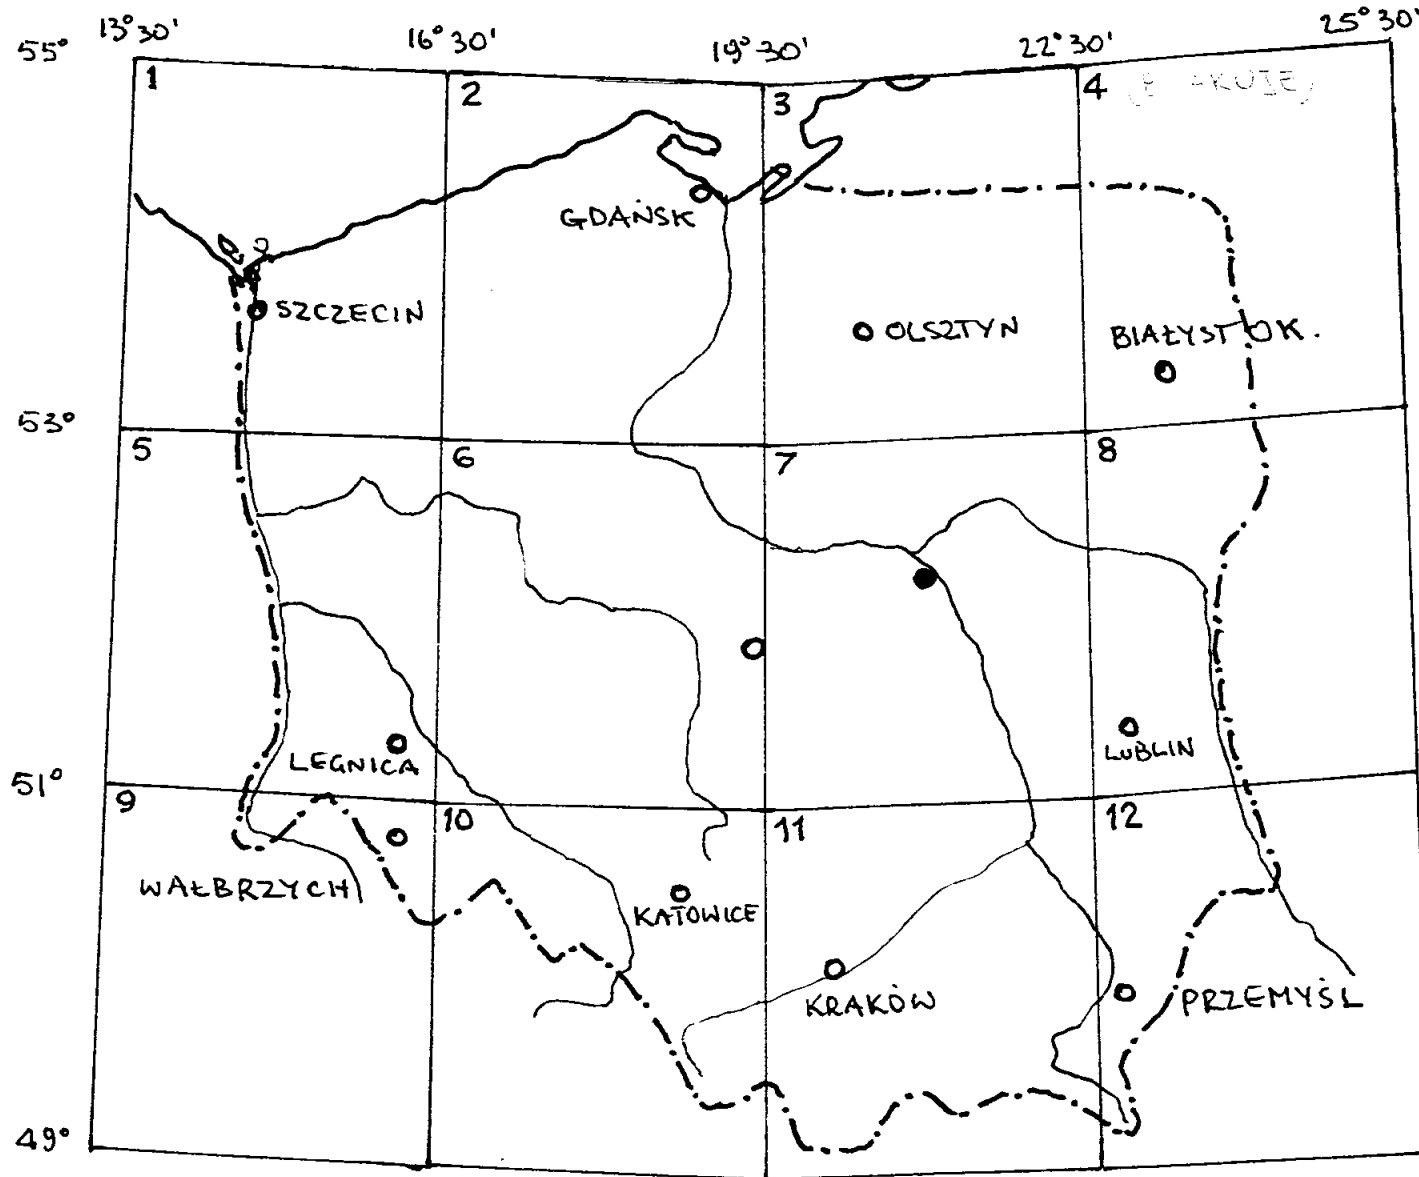 13°30' 16°30' 19°30' 22°30' 25°30'
55°
1 2 3 4
GDAŃSK
SZCZECIN OLSZTYN BIAŁYSTOK.
53°
5 6 7 8
LEGNICA LUBLIN
51°
9 10 11 12
WAŁBRZYCH KATOWICE
KRAKÓW PRZEMYŚL
49°